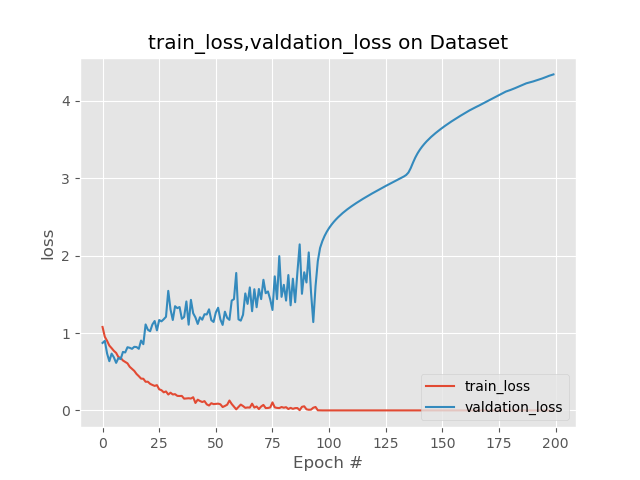 train_loss,valdation_loss on Dataset
4
3
2
1
0
loss
train_loss
valdation_loss
0 25 50 75 100 125 150 175 200
Epoch #